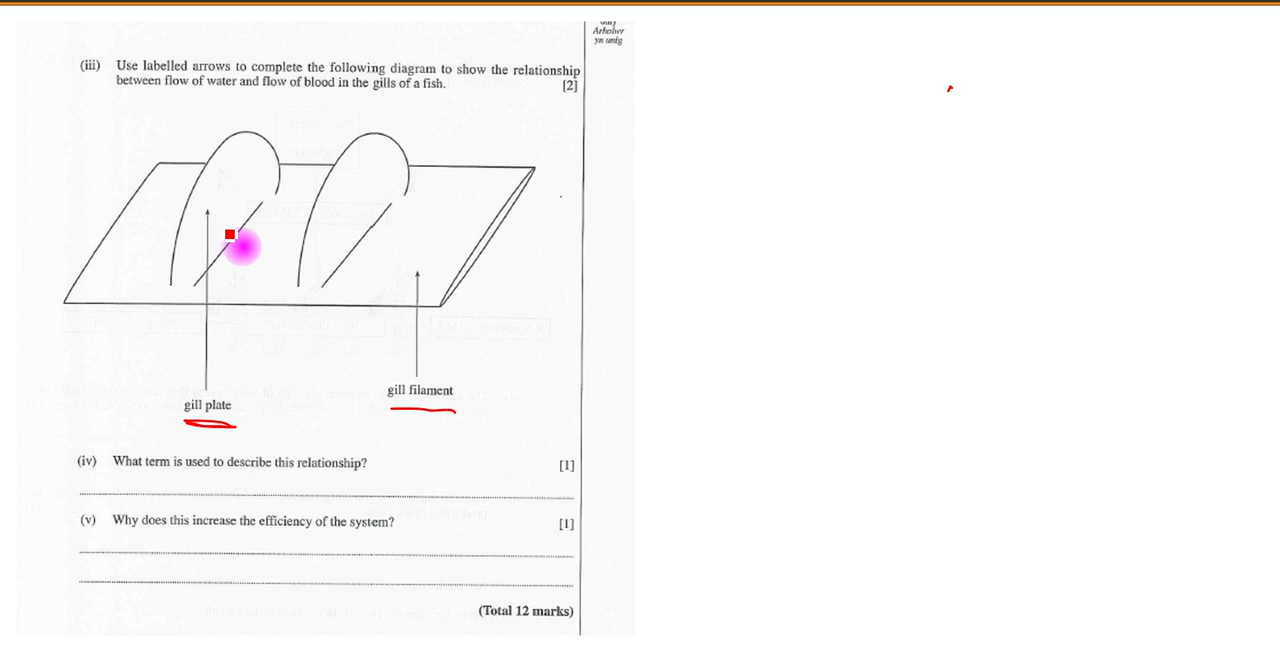 Arholwr
yn unig
(iii) Use labelled arrows to complete the following diagram to show the relationship
between flow of water and flow of blood in the gills of a fish. [2]
gill filament
gill plate
(iv) What term is used to describe this relationship? [1]
(v) Why does this increase the efficiency of the system? [1]
(Total 12 marks)